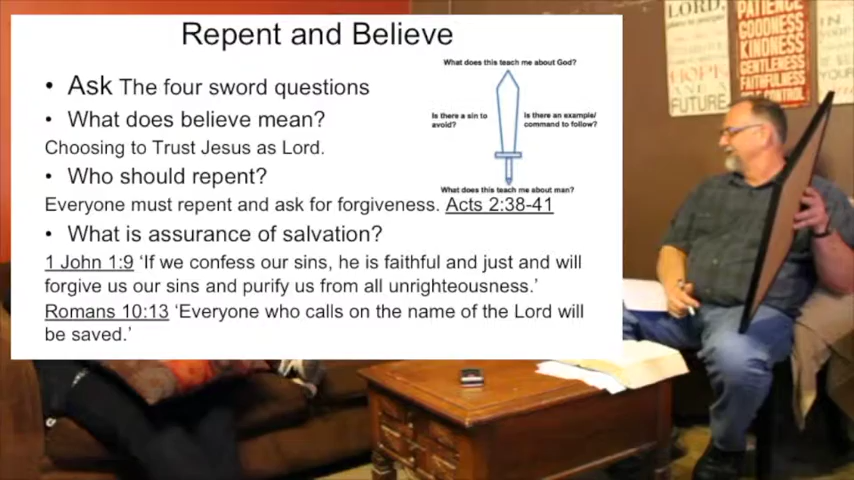 Repent and Believe
• Ask The four sword questions
• What does believe mean?
Choosing to Trust Jesus as Lord.
• Who should repent?
Everyone must repent and ask for forgiveness. Acts 2:38-41
• What is assurance of salvation?
1 John 1:9 ‘If we confess our sins, he is faithful and just and will
forgive us our sins and purify us from all unrighteousness.’
Romans 10:13 ‘Everyone who calls on the name of the Lord will
be saved.’
What does this teach me about God?
Is there a sin to
avoid?
Is there an example/
command to follow?
What does this teach me about man?
LORD,
HOPE
AND A
FUTURE
PATIENCE
GOODNESS
KINDNESS
GENTLENESS
FAITHFULNESS
IN
YOUR